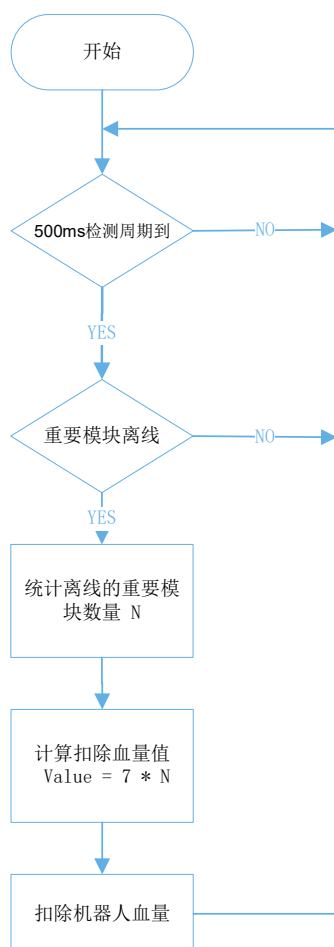 开始
500ms检测周期到
NO
YES
重要模块离线
NO
YES
统计离线的重要模
块数量 N
计算扣除血量值
Value = 7 * N
扣除机器人血量